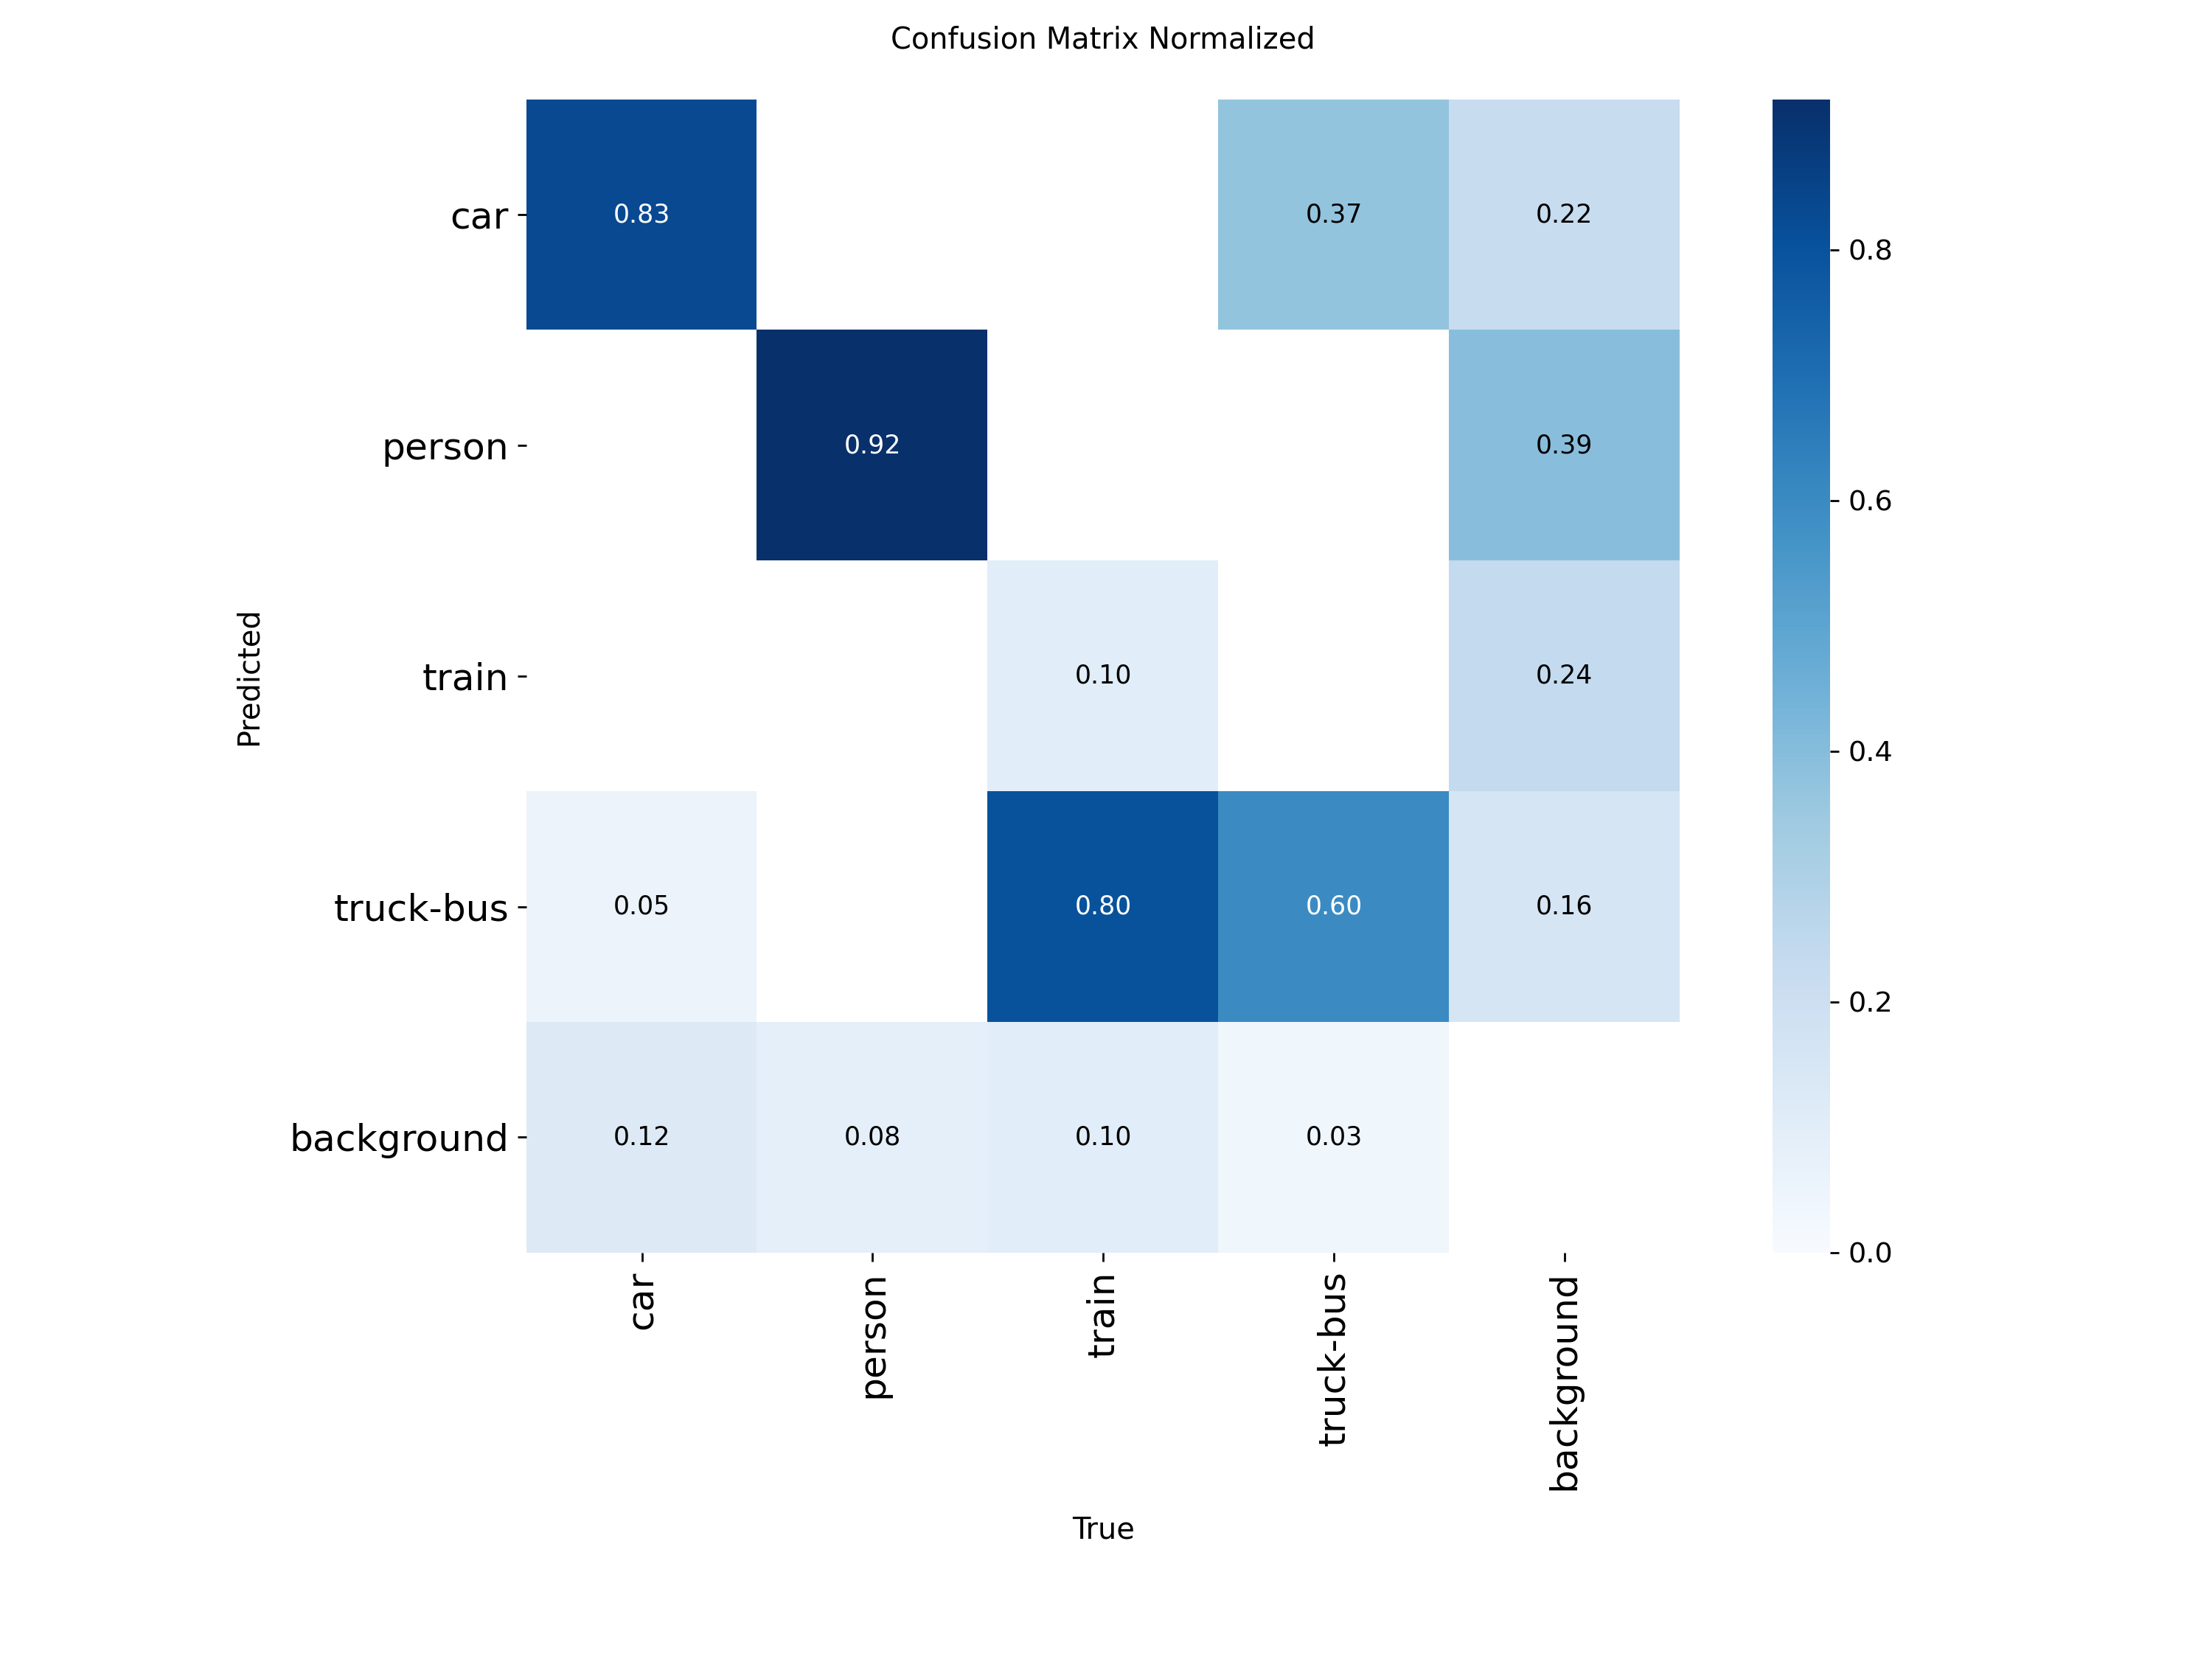 Confusion Matrix Normalized
car
0.83
0.37
0.22
0.8
person
0.92
0.39
0.6
Predicted
train
0.10
0.24
0.4
truck-bus
0.05
0.80
0.60
0.16
0.2
background
0.12
0.08
0.10
0.03
0.0
car
person
train
truck-bus
background
True